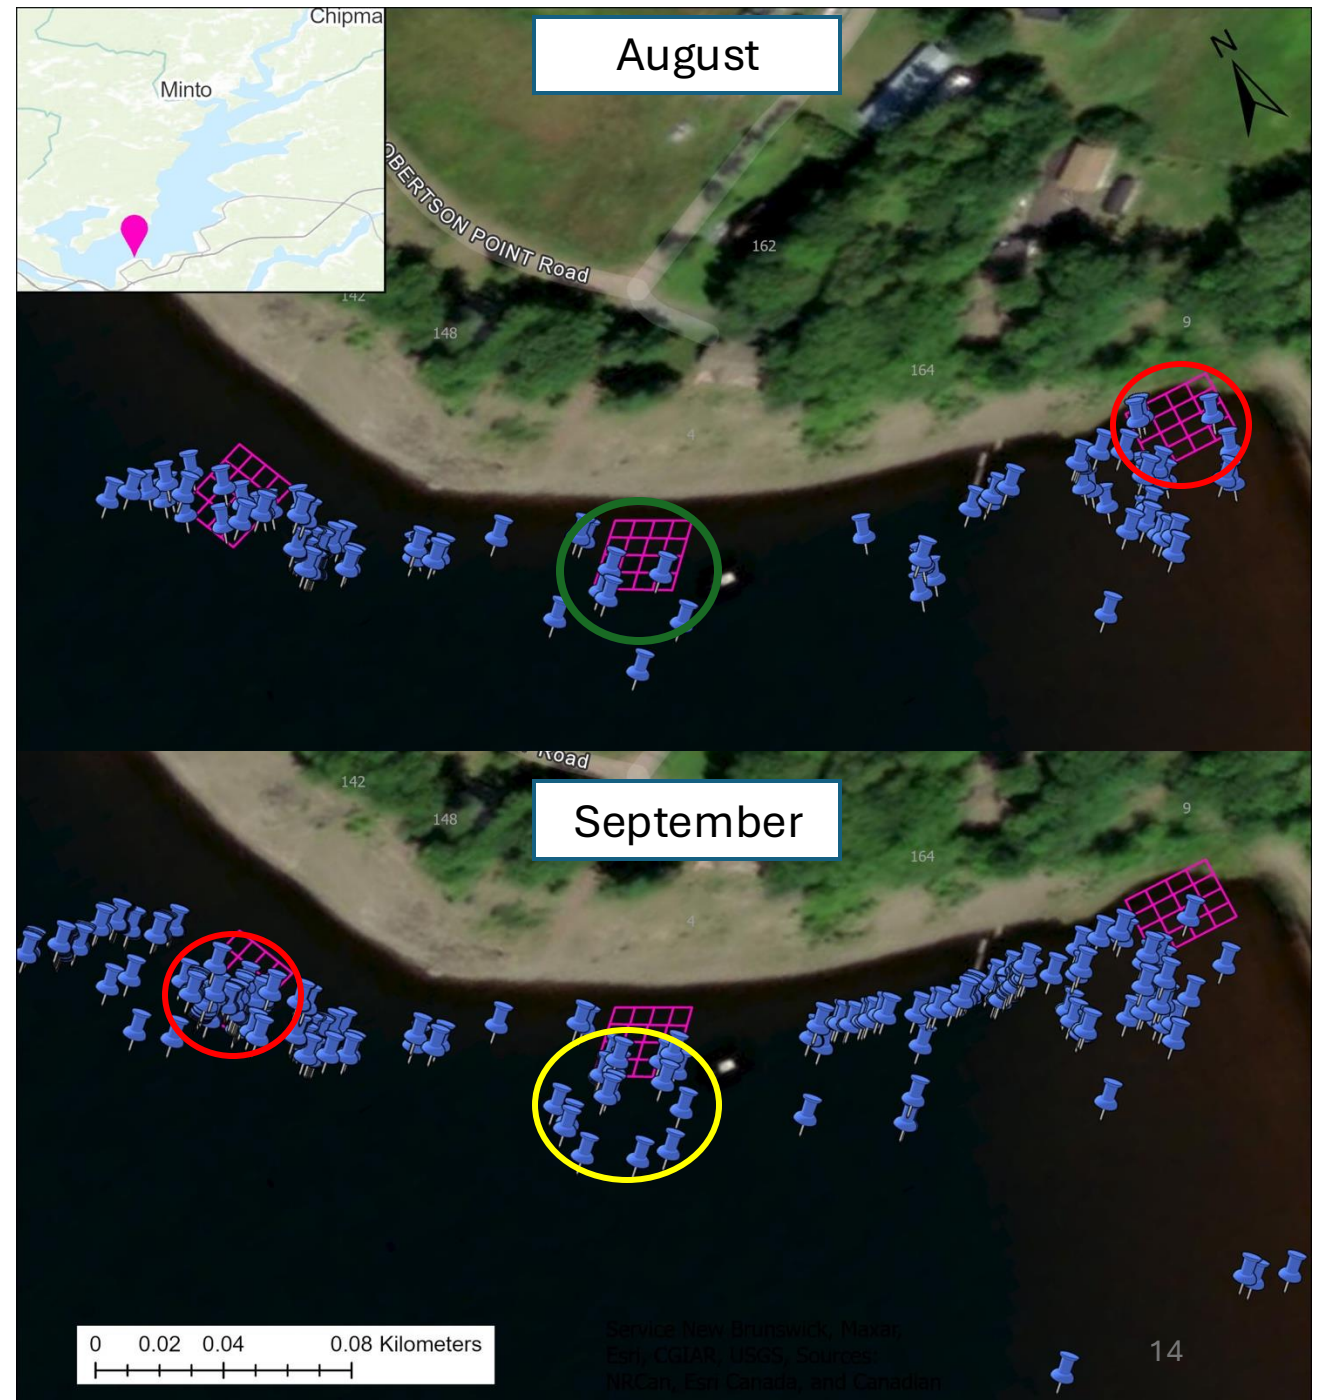 Chipma
Minto
August
N
OBERTSON POINT Road
162
142
148
9
164
4
Road
September
142
148
9
164
4
0 0.02 0.04 0.08 Kilometers
Service New Brunswick, Maxar,
Esri, CGIAR, USGS, Sources:
NRCan, Esri Canada, and Canadian
14